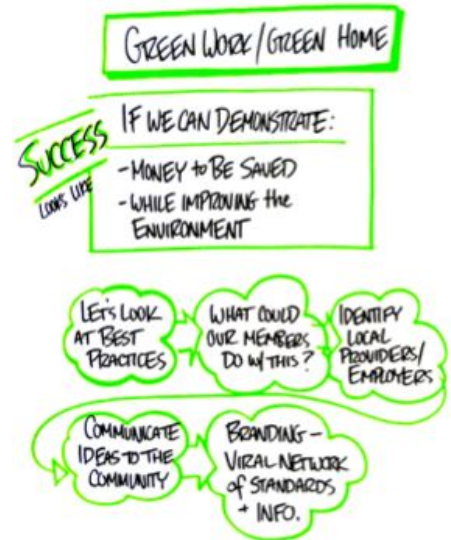 GREEN WORK/GREEN HOME
SUCCESS
LOOKS LIKE
IF WE CAN DEMONSTRATE:
-MONEY to BE SAVED
-WHILE IMPROVING the
ENVIRONMENT
LET'S LOOK
AT BEST
PRACTICES
WHAT COULD
OUR MEMBERS
DO W/ THIS?
IDENTIFY
LOCAL
PROVIDERS/
EMPLOYERS
COMMUNICATE
IDEAS TO THE
COMMUNITY
BRANDING -
VIRAL NETWORK
of STANDARDS
+ INFO.